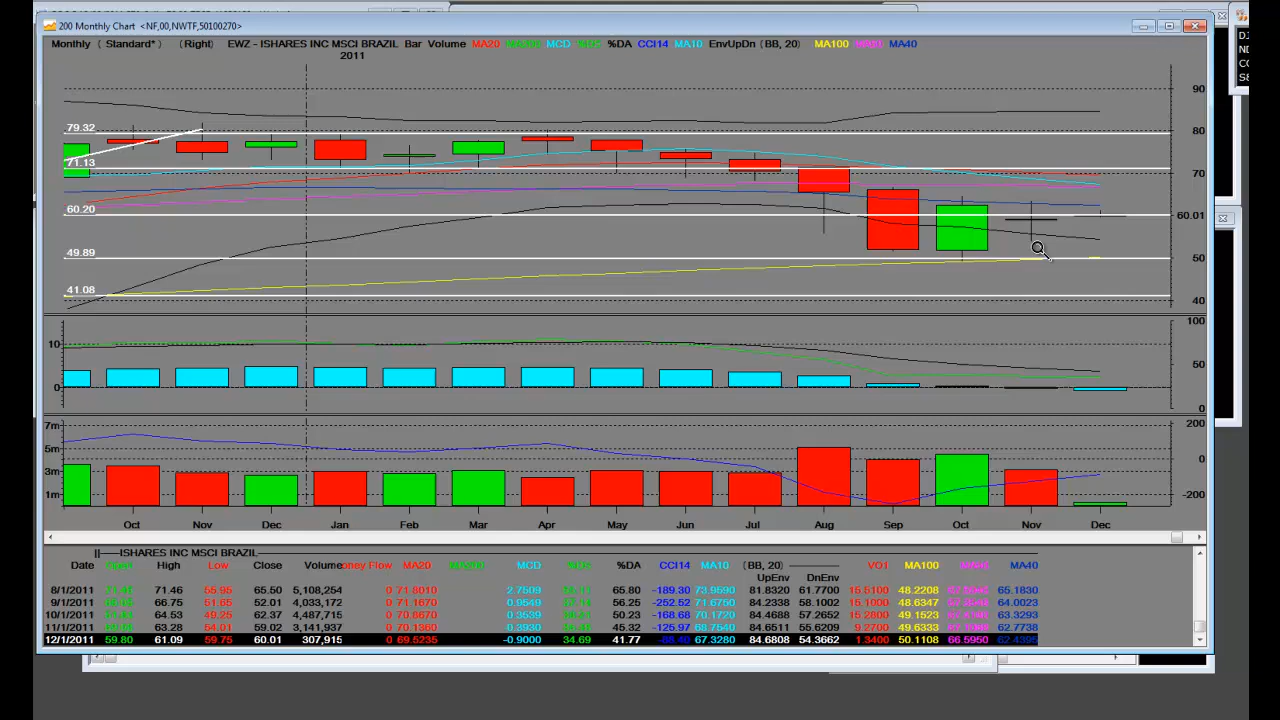 200 Monthly Chart <NF,00,NWTF,50100270>
Monthly ( Standard* ) (Right) EWZ - ISHARES INC MSCI BRAZIL Bar Volume MA20 MA200 MCD %DS %DA CCI14 MA10 EnvUpDn (BB, 20) MA100 MA40
2011
90
79.32 80
71.13 70
60.20 60.01
49.89 50
41.08 40
100
10 50
0 0
7m 200
5m 0
3m
1m -200
Oct Nov Dec Jan Feb Mar Apr May Jun Jul Aug Sep Oct Nov Dec
ISHARES INC MSCI BRAZIL
Date High Low Close Volume oney Flow MA20 MCD %DA CCI14 MA10 (BB, 20) VO1 MA100 MA40
UpEnv DnEnv
8/1/2011 71.46 55.95 65.50 5,108,254 0 71.8010 2.7509 65.80 -189.30 73.9590 81.8320 61.7700 15.5100 48.2208 65.1830
9/1/2011 66.75 51.65 52.01 4,033,172 0 71.1670 0.9549 56.25 -252.52 71.6750 84.2338 58.1002 15.1000 48.6347 64.0023
10/1/2011 64.53 49.25 62.37 4,487,715 0 70.8670 0.3539 50.23 -168.68 70.1720 84.4688 57.2652 15.2800 49.1523
11/1/2011 63.28 54.01 59.02 3,141,937 0 70.1360 45.32 -125.97 68.7540 84.6511 55.6209 9.2700 49.6333 62.7738
12/1/2011 59.80 61.09 59.75 60.01 307,915 0 69.5235 -0.9000 34.69 41.77 67.3280 84.6808 54.3662 1.3400 50.1108 66.5950 62.4395